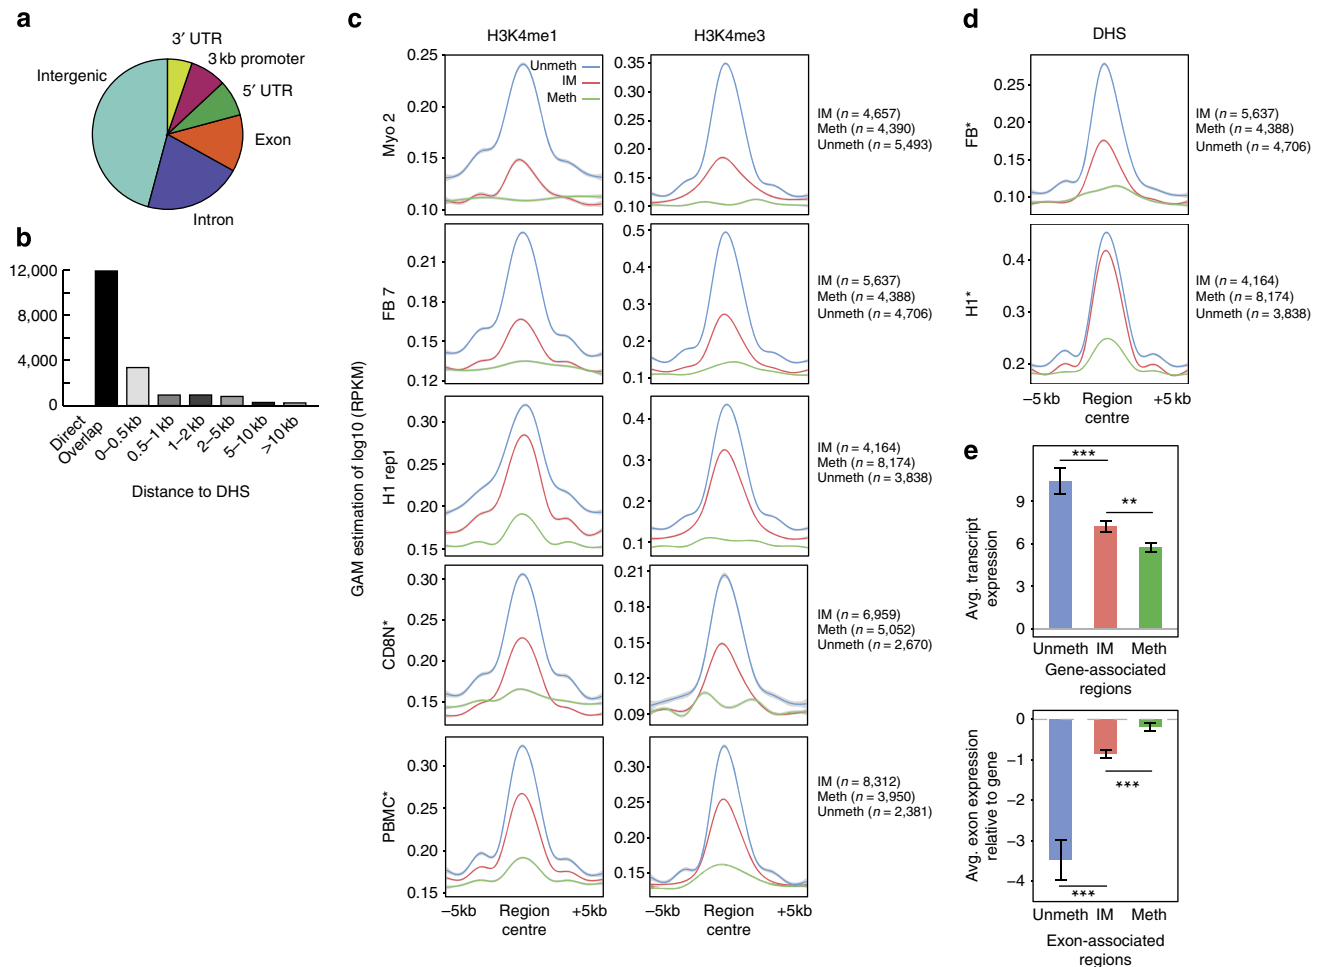 a
3′ UTR
3 kb promoter
5′ UTR
Exon
Intron
Intergenic
b
12,000
8,000
4,000
0
Direct Overlap
0–0.5 kb
0.5–1 kb
1–2 kb
2–5 kb
5–10 kb
>10 kb
Distance to DHS
c
H3K4me1
H3K4me3
GAM estimation of log10 (RPKM)
Myo 2
0.25
0.20
0.15
0.10
Unmeth
IM
Meth
0.35
0.30
0.25
0.20
0.15
0.10
IM (n = 4,657)
Meth (n = 4,390)
Unmeth (n = 5,493)
FB 7
0.21
0.18
0.15
0.12
0.5
0.4
0.3
0.2
0.1
IM (n = 5,637)
Meth (n = 4,388)
Unmeth (n = 4,706)
H1 rep1
0.30
0.25
0.20
0.15
0.4
0.3
0.2
0.1
IM (n = 4,164)
Meth (n = 8,174)
Unmeth (n = 3,838)
CD8N*
0.30
0.25
0.20
0.15
0.21
0.18
0.15
0.12
0.09
IM (n = 6,959)
Meth (n = 5,052)
Unmeth (n = 2,670)
PBMC*
0.30
0.25
0.20
0.15
0.30
0.25
0.20
0.15
IM (n = 8,312)
Meth (n = 3,950)
Unmeth (n = 2,381)
–5kb
Region centre
+5kb
–5kb
Region centre
+5kb
d
DHS
FB*
0.25
0.20
0.15
0.10
IM (n = 5,637)
Meth (n = 4,388)
Unmeth (n = 4,706)
H1*
0.4
0.3
0.2
IM (n = 4,164)
Meth (n = 8,174)
Unmeth (n = 3,838)
–5 kb
Region centre
+5 kb
e
Avg. transcript expression
9
6
3
0
***
**
Unmeth IM Meth
Gene-associated regions
Avg. exon expression relative to gene
0
–1
–2
–3
–4
***
***
Unmeth IM Meth
Exon-associated regions